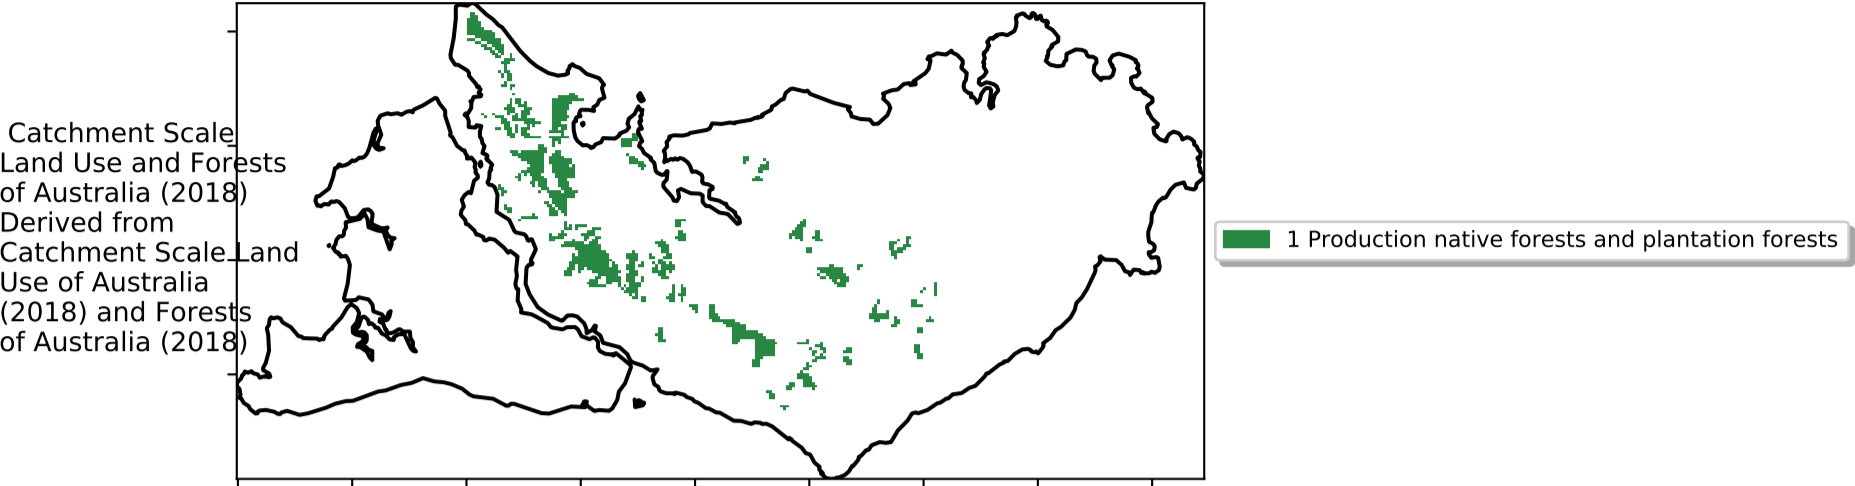 Catchment Scale
Land Use and Forests
of Australia (2018)
Derived from
Catchment Scale Land
Use of Australia
(2018) and Forests
of Australia (2018)
1 Production native forests and plantation forests